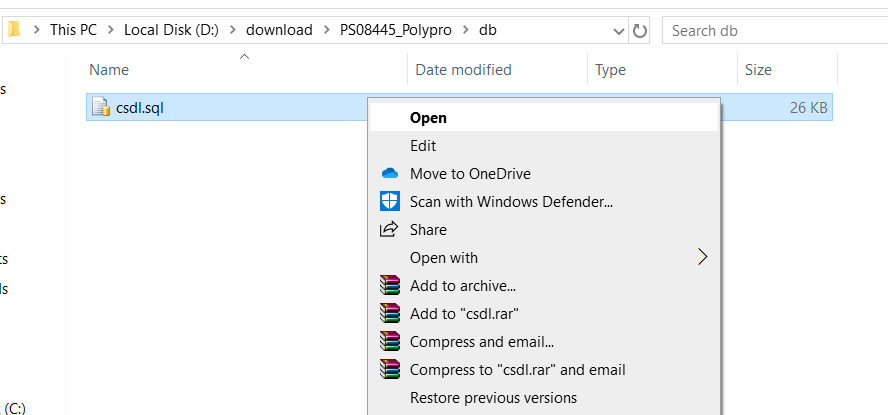 This PC > Local Disk (D:) > download > PS08445_Polypro > db
Search db
Name
Date modified
Type
Size
csdl.sql
26 KB
Open
Edit
Move to OneDrive
Scan with Windows Defender...
Share
Open with
Add to archive...
Add to "csdl.rar"
Compress and email...
Compress to "csdl.rar" and email
Restore previous versions
s
s
ts
ls
(C:)